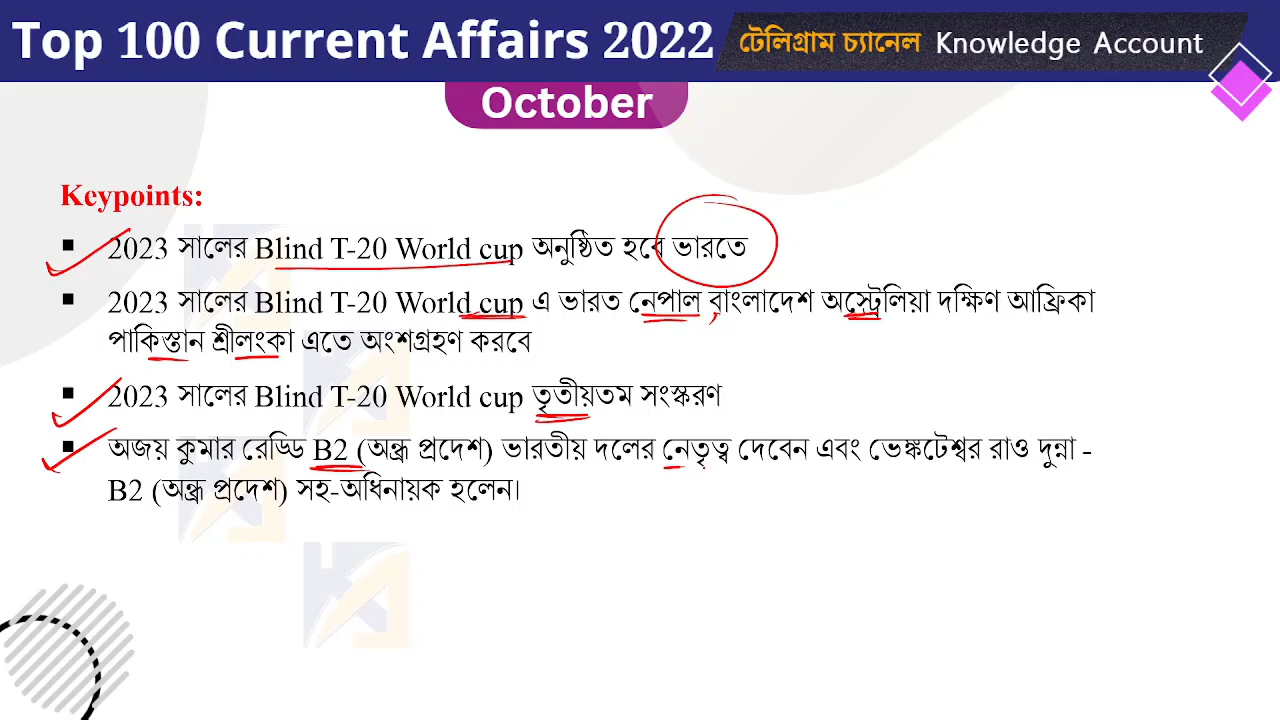 Top 100 Current Affairs 2022
টেলিগ্রাম চ্যানেল Knowledge Account
October
Keypoints:
2023 সালের Blind T-20 World cup অনুষ্ঠিত হবে ভারতে
2023 সালের Blind T-20 World cup এ ভারত নেপাল বাংলাদেশ অস্ট্রেলিয়া দক্ষিণ আফ্রিকা
পাকিস্তান শ্রীলংকা এতে অংশগ্রহণ করবে
2023 সালের Blind T-20 World cup তৃতীয়তম সংস্করণ
অজয় কুমার রেড্ডি B2 (অন্ধ্র প্রদেশ) ভারতীয় দলের নেতৃত্ব দেবেন এবং ভেঙ্কটেশ্বর রাও দুন্না -
B2 (অন্ধ্র প্রদেশ) সহ-অধিনায়ক হলেন।